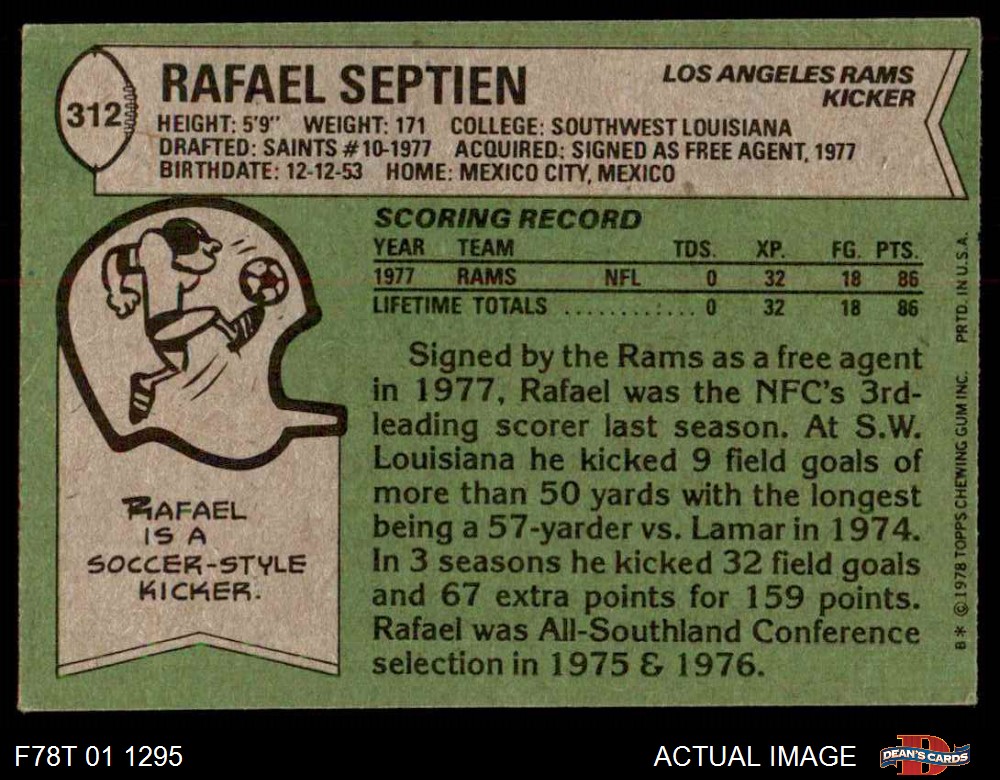 312
RAFAEL SEPTIEN
LOS ANGELES RAMS
KICKER
HEIGHT: 5'9" WEIGHT: 171 COLLEGE: SOUTHWEST LOUISIANA
DRAFTED: SAINTS #10-1977 ACQUIRED: SIGNED AS FREE AGENT, 1977
BIRTHDATE: 12-12-53 HOME: MEXICO CITY, MEXICO
SCORING RECORD
YEAR TEAM TDS. XP. FG. PTS.
1977 RAMS NFL 0 32 18 86
LIFETIME TOTALS ............ 0 32 18 86
Signed by the Rams as a free agent
in 1977, Rafael was the NFC's 3rd-
leading scorer last season. At S.W.
Louisiana he kicked 9 field goals of
more than 50 yards with the longest
being a 57-yarder vs. Lamar in 1974.
In 3 seasons he kicked 32 field goals
and 67 extra points for 159 points.
Rafael was All-Southland Conference
selection in 1975 & 1976.
RAFAEL
IS A
SOCCER-STYLE
KICKER.
B* © 1978 TOPPS CHEWING GUM INC. PRTD. IN U.S.A.
F78T 01 1295
ACTUAL IMAGE
D
DEAN'S CARDS